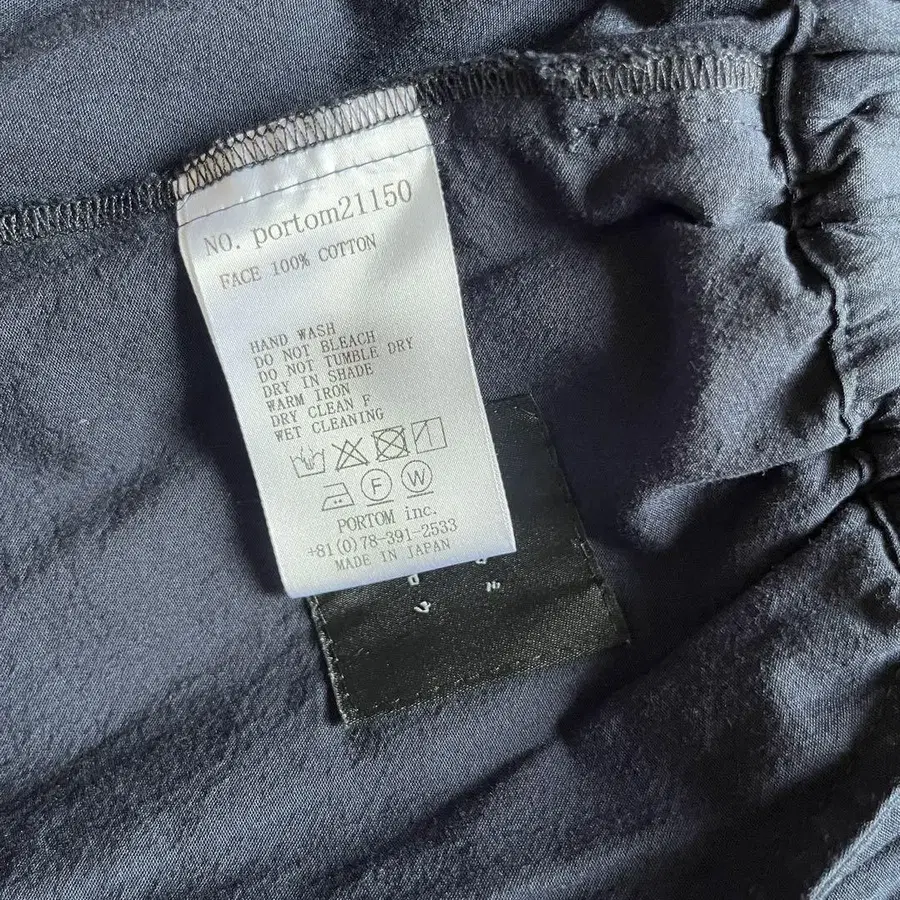 NO. portom21150
FACE 100% COTTON
HAND WASH
DO NOT BLEACH
DO NOT TUMBLE DRY
DRY IN SHADE
WARM IRON
DRY CLEAN F
WET CLEANING
F W
PORTOM inc.
+81(0)78-391-2533
MADE IN JAPAN